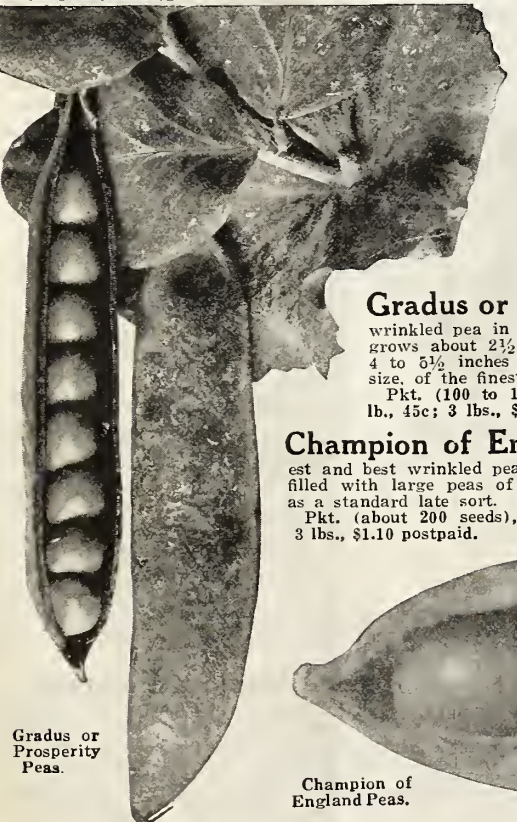 Gradus or
wrinkled pea in
grows about 2½
4 to 5½ inches
size, of the finest
Pkt. (100 to 1
lb., 45c; 3 lbs., $
Champion of En
est and best wrinkled pea
filled with large peas of
as a standard late sort.
Pkt. (about 200 seeds),
3 lbs., $1.10 postpaid.
Gradus or
Prosperity
Peas.
Champion of
England Peas.